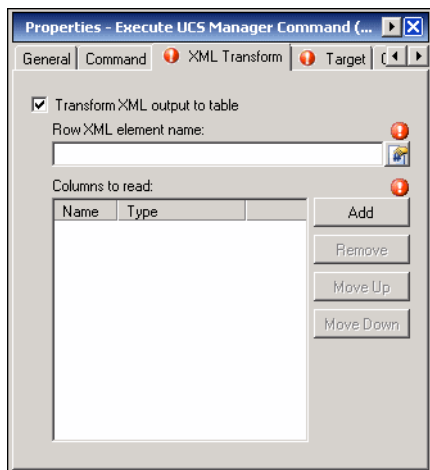 Properties - Execute UCS Manager Command (...
General Command XML Transform Target
Transform XML output to table
Row XML element name:
Columns to read:
Name Type
Add
Remove
Move Up
Move Down